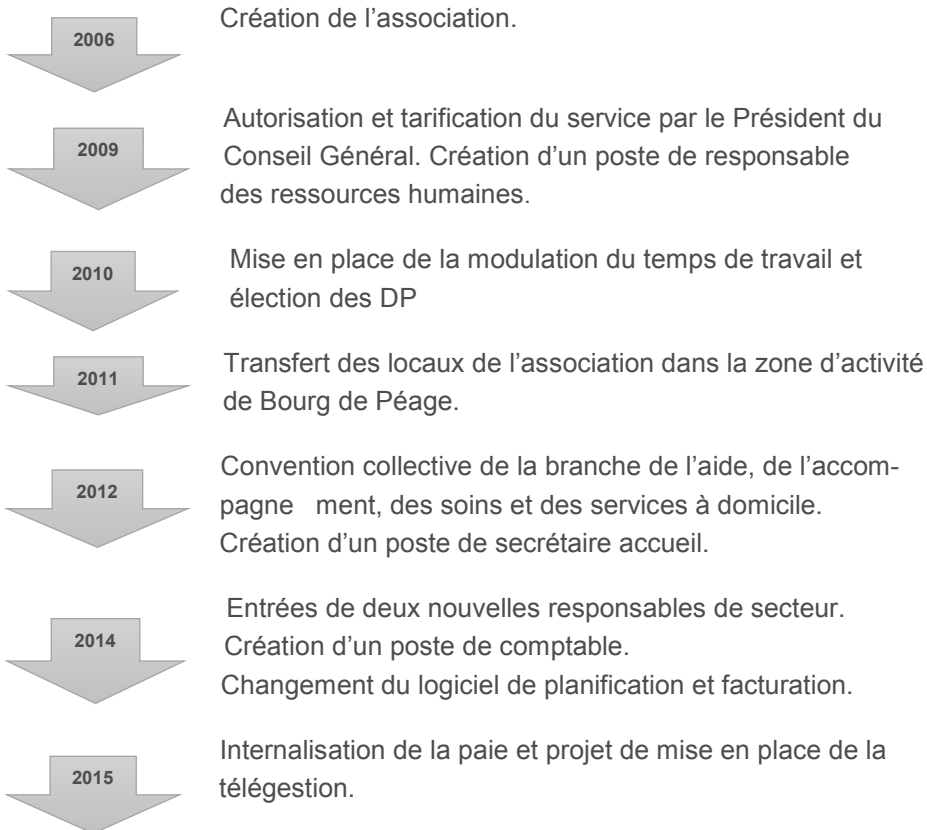 2006
Création de l’association.
2009
Autorisation et tarification du service par le Président du
Conseil Général. Création d’un poste de responsable
des ressources humaines.
2010
Mise en place de la modulation du temps de travail et
élection des DP
2011
Transfert des locaux de l’association dans la zone d’activité
de Bourg de Péage.
2012
Convention collective de la branche de l’aide, de l’accom-
pagne ment, des soins et des services à domicile.
Création d’un poste de secrétaire accueil.
2014
Entrées de deux nouvelles responsables de secteur.
Création d’un poste de comptable.
Changement du logiciel de planification et facturation.
2015
Internalisation de la paie et projet de mise en place de la
télégestion.